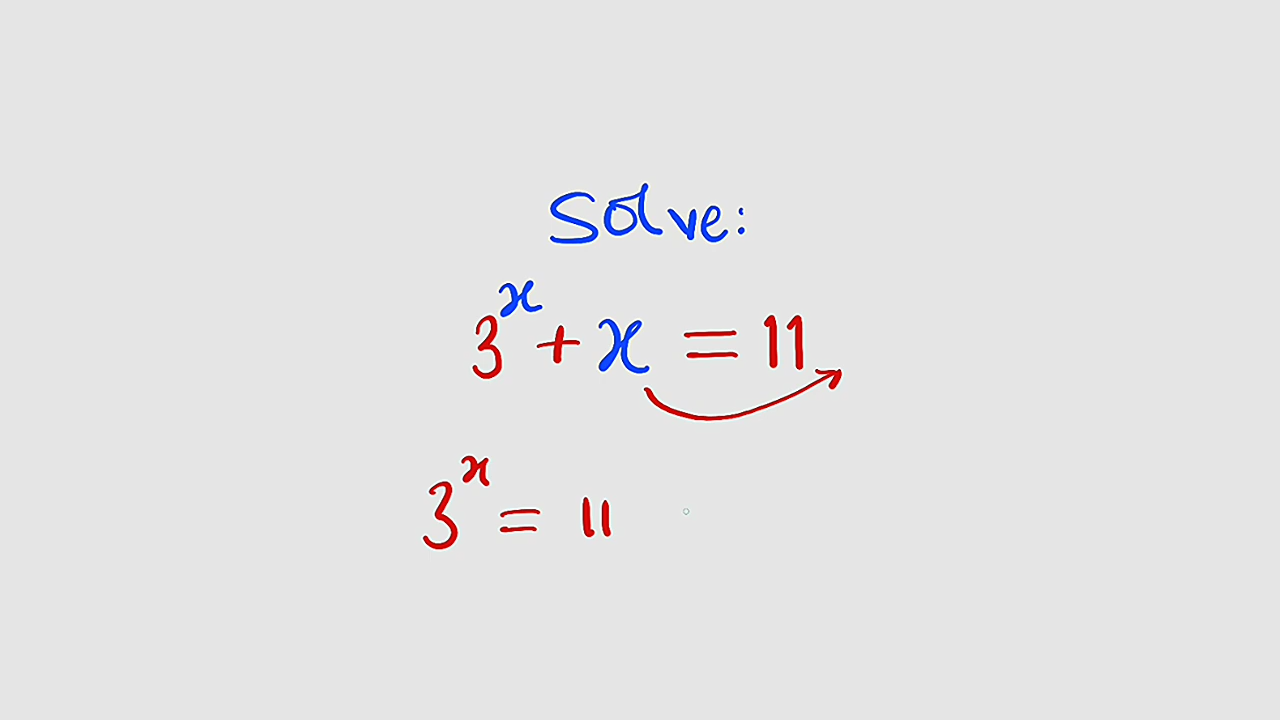 Solve:
3^x + x = 11
3^x = 11